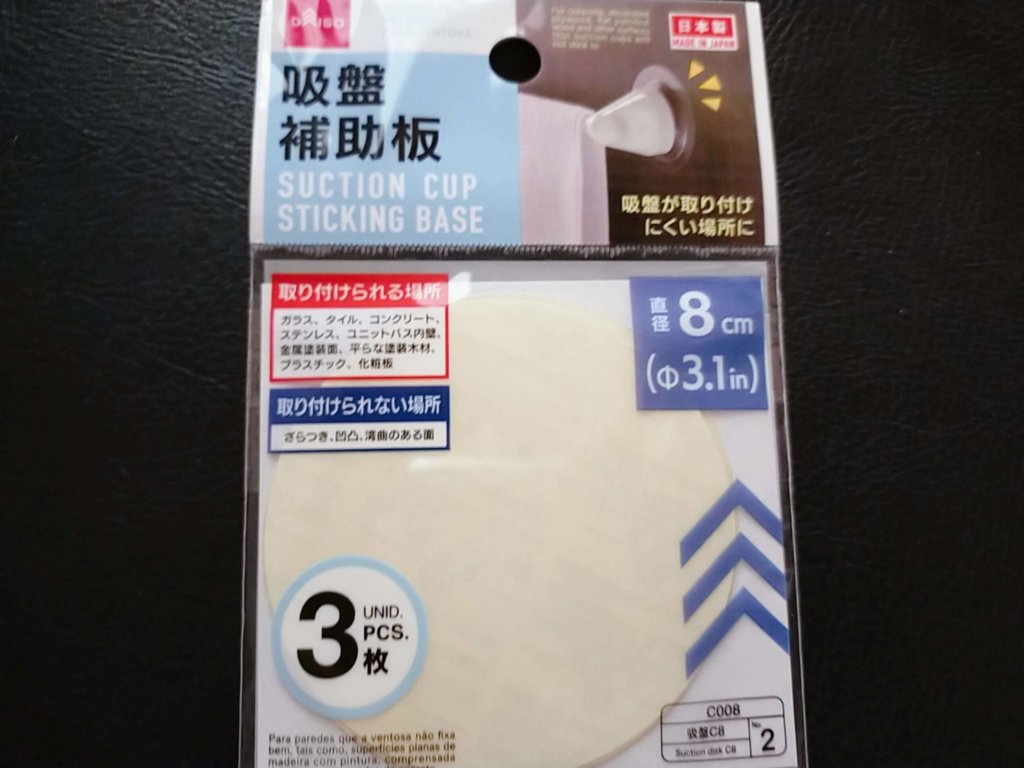 DAISO
吸盤
補助板
SUCTION CUP
STICKING BASE
日本製
MADE IN JAPAN
吸盤が取り付け
にくい場所に
取り付けられる場所
ガラス、タイル、コンクリート、
ステンレス、ユニットバス内壁、
金属塗装面、平らな塗装木材、
プラスチック、化粧板
取り付けられない場所
ざらつき、凹凸、湾曲のある面
直径 8 cm
(Φ3.1in)
3 UNID.
PCS.
枚
Para paredes que a ventosa não fixa
bem, tais como, superfícies planas de
madeira com pintura, compensada
C008
吸盤C8
Suction disk C8
No. 2